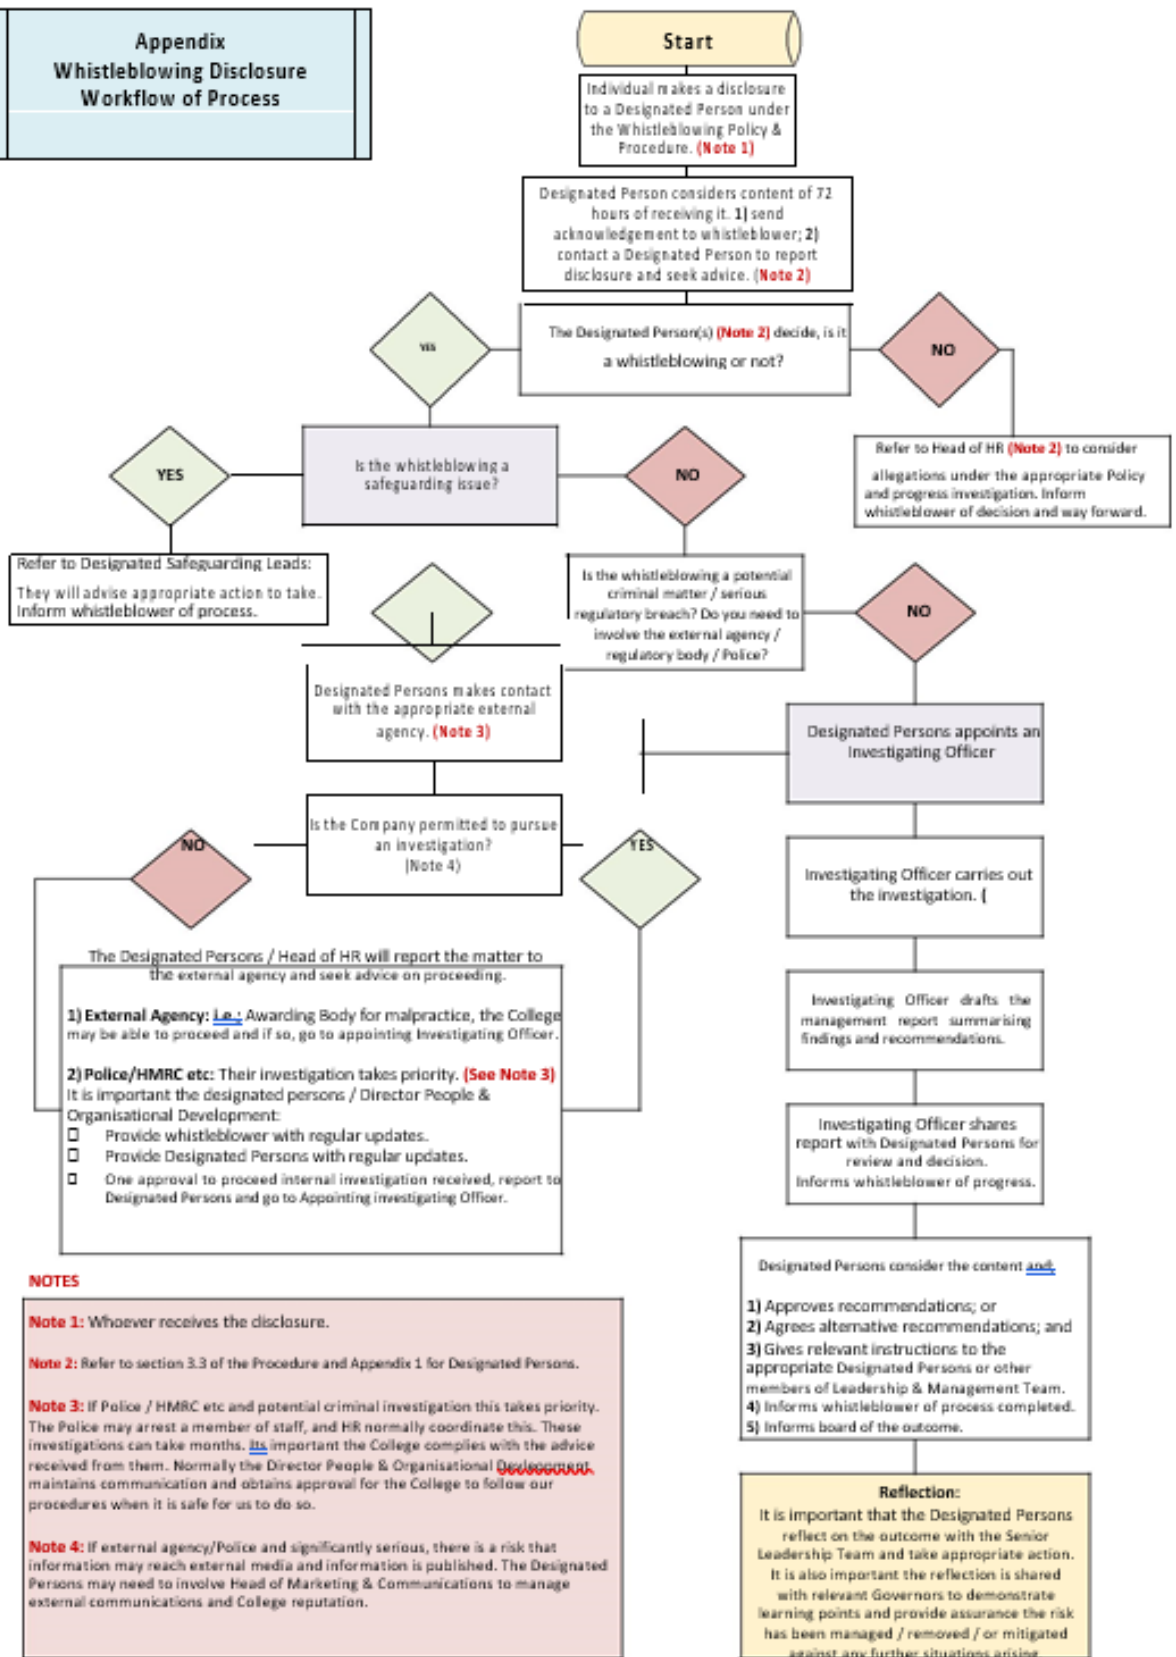 Appendix
Whistleblowing Disclosure
Workflow of Process
Start
Individual makes a disclosure
to a Designated Person under
the Whistleblowing Policy &
Procedure. (Note 1)
Designated Person considers content of 72
hours of receiving it. 1) send
acknowledgement to whistleblower; 2)
contact a Designated Person to report
disclosure and seek advice. (Note 2)
The Designated Person(s) (Note 2) decide, is it
a whistleblowing or not?
YES
NO
Refer to Head of HR (Note 2) to consider
allegations under the appropriate Policy
and progress investigation. Inform
whistleblower of decision and way forward.
YES
Is the whistleblowing a
safeguarding issue?
NO
Refer to Designated Safeguarding Leads:
They will advise appropriate action to take.
Inform whistleblower of process.
Is the whistleblowing a potential
criminal matter / serious
regulatory breach? Do you need to
involve the external agency /
regulatory body / Police?
NO
Designated Persons makes contact
with the appropriate external
agency. (Note 3)
Designated Persons appoints an
Investigating Officer
Is the Company permitted to pursue
an investigation?
(Note 4)
NO
YES
Investigating Officer carries out
the investigation. (
The Designated Persons / Head of HR will report the matter to
the external agency and seek advice on proceeding.
1) External Agency: i.e.: Awarding Body for malpractice, the College
may be able to proceed and if so, go to appointing Investigating Officer.
2) Police/HMRC etc: Their investigation takes priority. (See Note 3)
It is important the designated persons / Director People &
Organisational Development:
Provide whistleblower with regular updates.
Provide Designated Persons with regular updates.
One approval to proceed internal investigation received, report to
Designated Persons and go to Appointing investigating Officer.
Investigating Officer drafts the
management report summarising
findings and recommendations.
Investigating Officer shares
report with Designated Persons for
review and decision.
Informs whistleblower of progress.
Designated Persons consider the content and;
1) Approves recommendations; or
2) Agrees alternative recommendations; and
3) Gives relevant instructions to the
appropriate Designated Persons or other
members of Leadership & Management Team.
4) Informs whistleblower of process completed.
5) Informs board of the outcome.
Reflection:
It is important that the Designated Persons
reflect on the outcome with the Senior
Leadership Team and take appropriate action.
It is also important the reflection is shared
with relevant Governors to demonstrate
learning points and provide assurance the risk
has been managed / removed / or mitigated
against any further situations arising
NOTES
Note 1: Whoever receives the disclosure.
Note 2: Refer to section 3.3 of the Procedure and Appendix 1 for Designated Persons.
Note 3: If Police / HMRC etc and potential criminal investigation this takes priority.
The Police may arrest a member of staff, and HR normally coordinate this. These
investigations can take months. Its important the College complies with the advice
received from them. Normally the Director People & Organisational Devleopment
maintains communication and obtains approval for the College to follow our
procedures when it is safe for us to do so.
Note 4: If external agency/Police and significantly serious, there is a risk that
information may reach external media and information is published. The Designated
Persons may need to involve Head of Marketing & Communications to manage
external communications and College reputation.